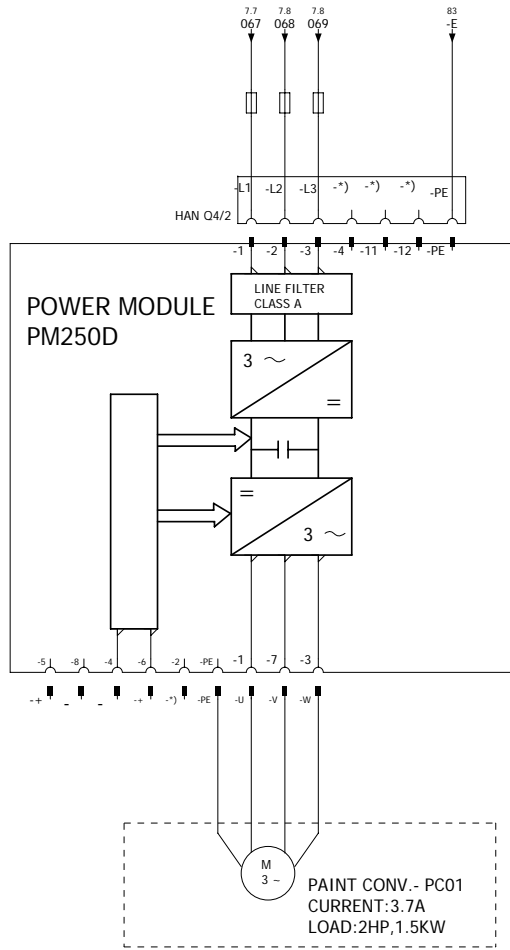 7.7 7.8 7.8 83
067 068 069 -E
-L1 -L2 -L3 -*) -*) -*) -PE
HAN Q4/2
-1 -2 -3 -4 -11 -12 -PE
LINE FILTER
CLASS A
POWER MODULE
PM250D
3 ~
=
=
3 ~
-5 -8 -4 -6 -2 -PE -1 -7 -3
-+ - - -+ -*) -PE -U -V -W
M
3 ~
PAINT CONV.- PC01
CURRENT:3.7A
LOAD:2HP,1.5KW